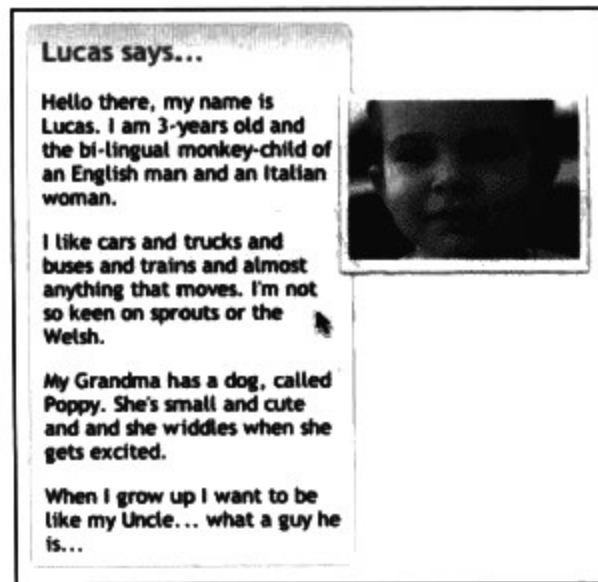 Lucas says...
Hello there, my name is
Lucas. I am 3-years old and
the bi-lingual monkey-child of
an English man and an Italian
woman.
I like cars and trucks and
buses and trains and almost
anything that moves. I'm not
so keen on sprouts or the
Welsh.
My Grandma has a dog, called
Poppy. She's small and cute
and and she widdles when she
gets excited.
When I grow up I want to be
like my Uncle... what a guy he
is...